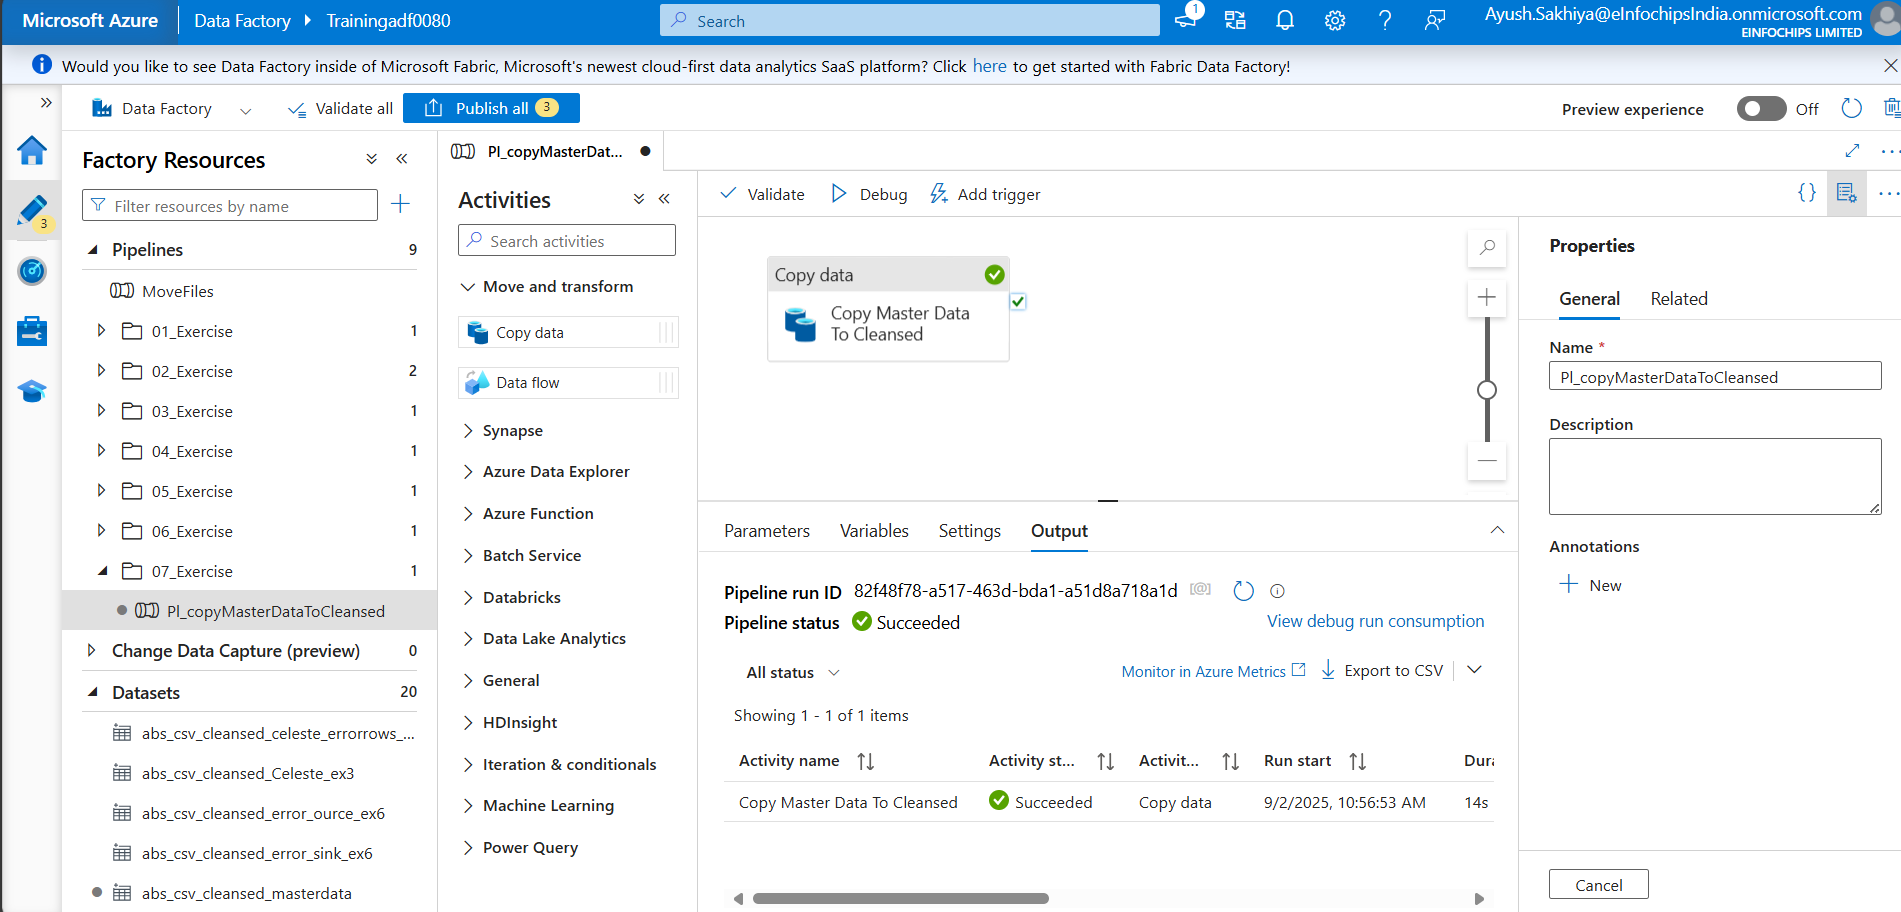 Microsoft Azure
Data Factory
Trainingadf0080
Search
1
Ayush.Sakhiya@eInfochipsIndia.onmicrosoft.com
EINFOCHIPS LIMITED
Would you like to see Data Factory inside of Microsoft Fabric, Microsoft's newest cloud-first data analytics SaaS platform? Click here to get started with Fabric Data Factory!
Data Factory
Validate all
Publish all 3
Preview experience
Off
3
Factory Resources
Filter resources by name
Pipelines 9
MoveFiles
01_Exercise 1
02_Exercise 2
03_Exercise 1
04_Exercise 1
05_Exercise 1
06_Exercise 1
07_Exercise 1
Pl_copyMasterDataToCleansed
Change Data Capture (preview) 0
Datasets 20
abs_csv_cleansed_celeste_errorrows_...
abs_csv_cleansed_Celeste_ex3
abs_csv_cleansed_error_ource_ex6
abs_csv_cleansed_error_sink_ex6
abs_csv_cleansed_masterdata
Pl_copyMasterDat...
Activities
Search activities
Move and transform
Copy data
Data flow
Synapse
Azure Data Explorer
Azure Function
Batch Service
Databricks
Data Lake Analytics
General
HDInsight
Iteration & conditionals
Machine Learning
Power Query
Validate
Debug
Add trigger
{}
Copy data
Copy Master Data
To Cleansed
Parameters
Variables
Settings
Output
Pipeline run ID 82f48f78-a517-463d-bda1-a51d8a718a1d [@]
Pipeline status Succeeded
View debug run consumption
All status
Monitor in Azure Metrics
Export to CSV
Showing 1 - 1 of 1 items
Activity name
Activity st...
Activit...
Run start
Dura
Copy Master Data To Cleansed
Succeeded
Copy data
9/2/2025, 10:56:53 AM
14s
Properties
General
Related
Name *
Pl_copyMasterDataToCleansed
Description
Annotations
New
Cancel